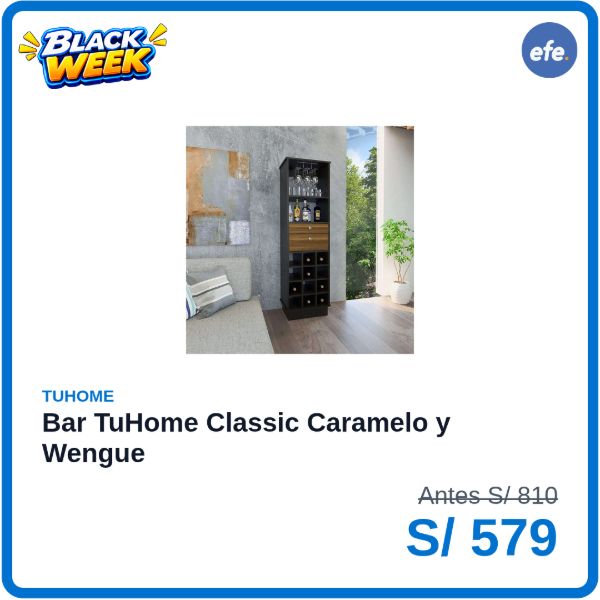 BLACK
WEEK
efe.
TUHOME
Bar TuHome Classic Caramelo y
Wengue
Antes S/ 810
S/ 579